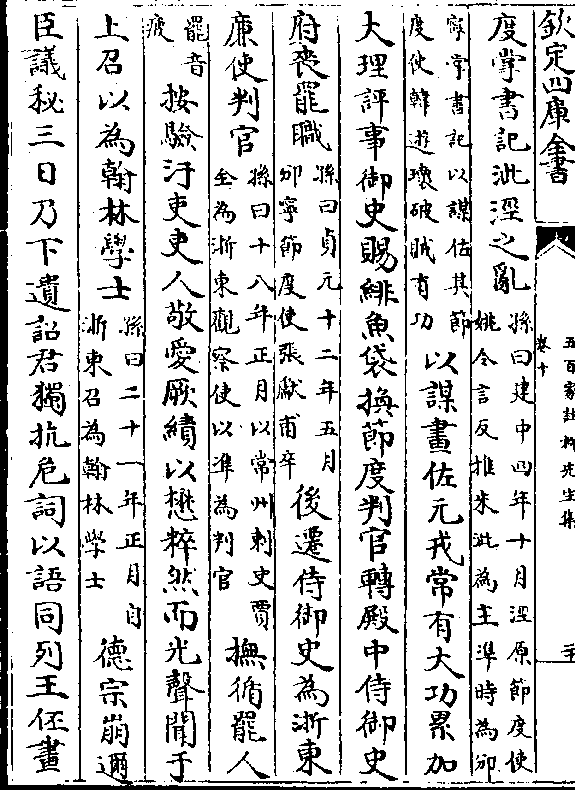 欽定四庫全書
五百家註柳先生集
卷十
二十
度掌書記泚涇之亂孫曰建中四年十月涇原節度使姚令言反推朱泚為主準時為邠
寧掌書記以謀佐其節度使韓遊瓌破賊有功以謀畫佐元戎常有大功累加
大理評事御史賜緋魚袋換節度判官轉殿中侍御史
府喪罷職孫曰貞元十二年五月邠寧節度使張獻甫卒後遷侍御史為浙東
廉使判官孫曰十八年正月以常州刺史賈全為浙東觀察使以準為判官撫循罷人
罷音疲按驗汙吏吏人敬愛厥績以懋粹然而光聲聞于
上召以為翰林學士孫曰二十一年正月自浙東召為翰林學士德宗崩邇
臣議秘三日乃下遺詔君獨抗危詞以語同列王伾畫